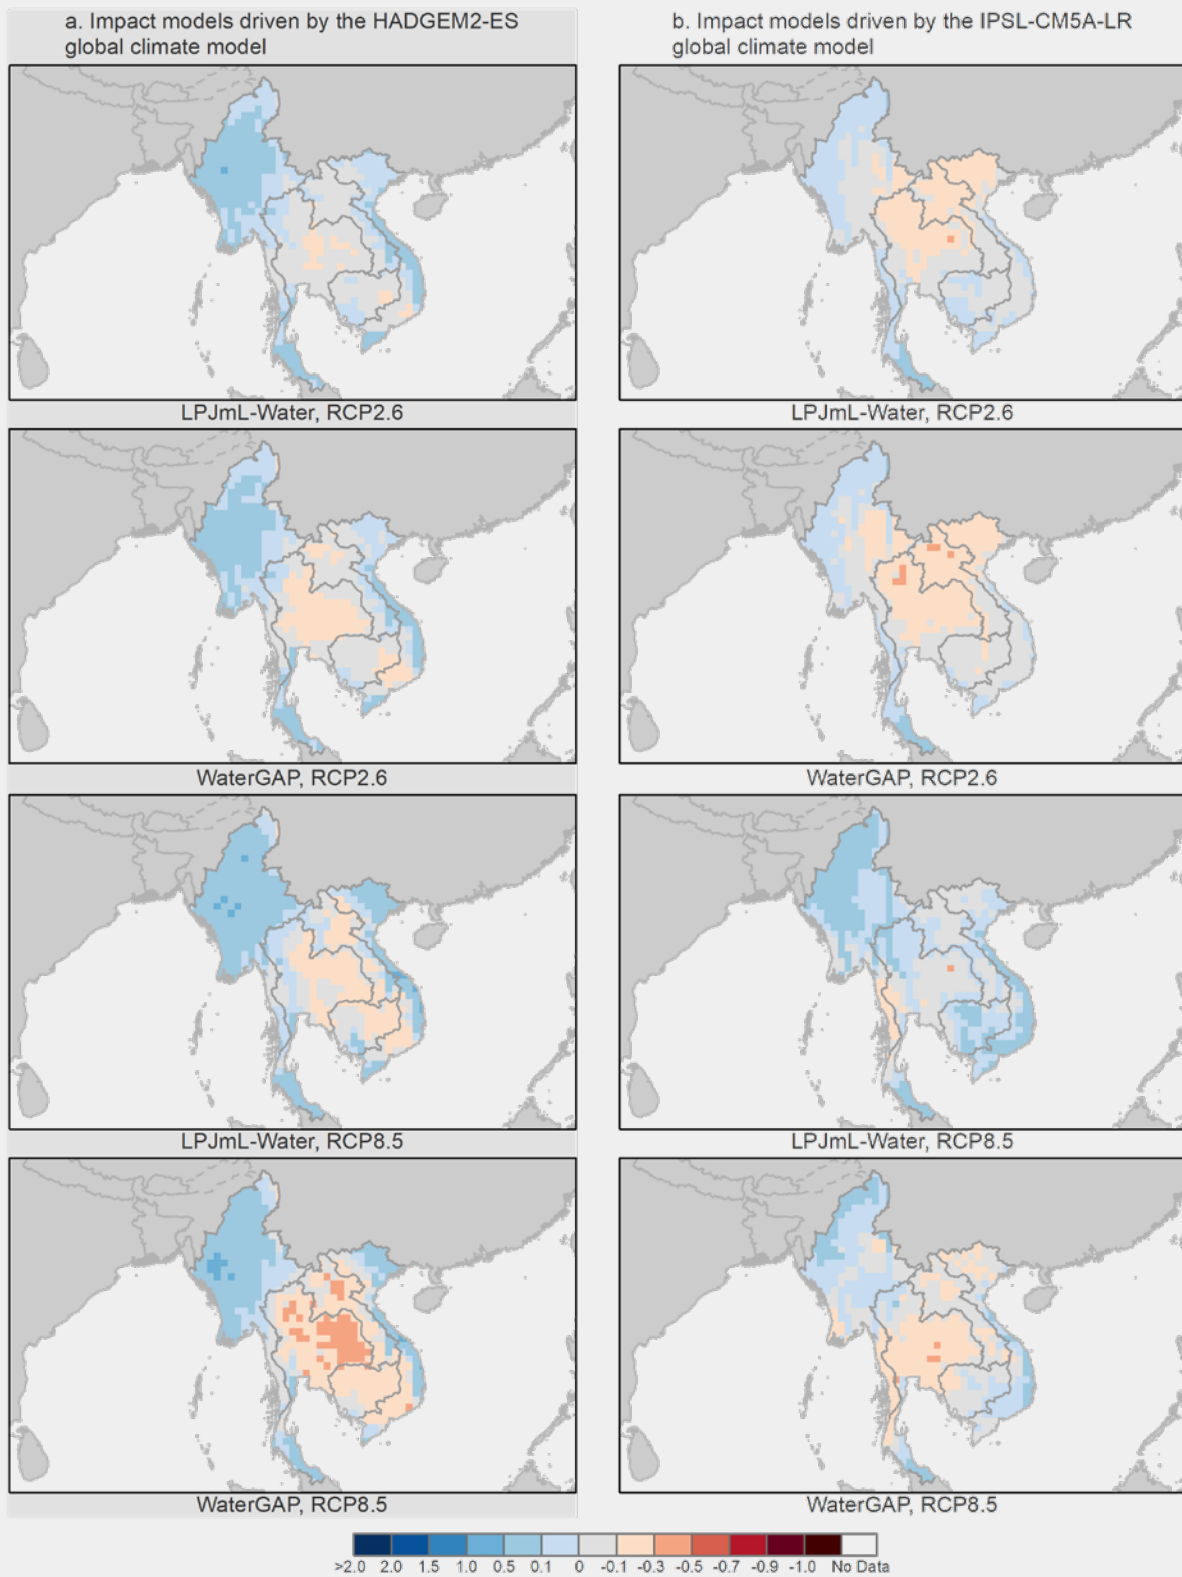 a. Impact models driven by the HADGEM2-ES
global climate model
b. Impact models driven by the IPSL-CM5A-LR
global climate model
LPJmL-Water, RCP2.6
LPJmL-Water, RCP2.6
WaterGAP, RCP2.6
WaterGAP, RCP2.6
LPJmL-Water, RCP8.5
LPJmL-Water, RCP8.5
WaterGAP, RCP8.5
WaterGAP, RCP8.5
>2.0 2.0 1.5 1.0 0.5 0.1 0 -0.1 -0.3 -0.5 -0.7 -0.9 -1.0 No Data